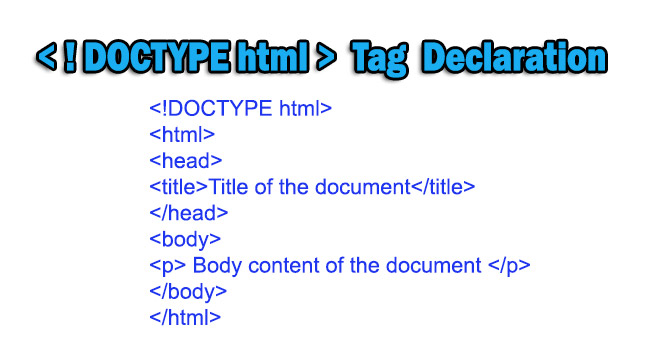 < ! DOCTYPE html > Tag Declaration
<!DOCTYPE html>
<html>
<head>
<title>Title of the document</title>
</head>
<body>
<p> Body content of the document </p>
</body>
</html>